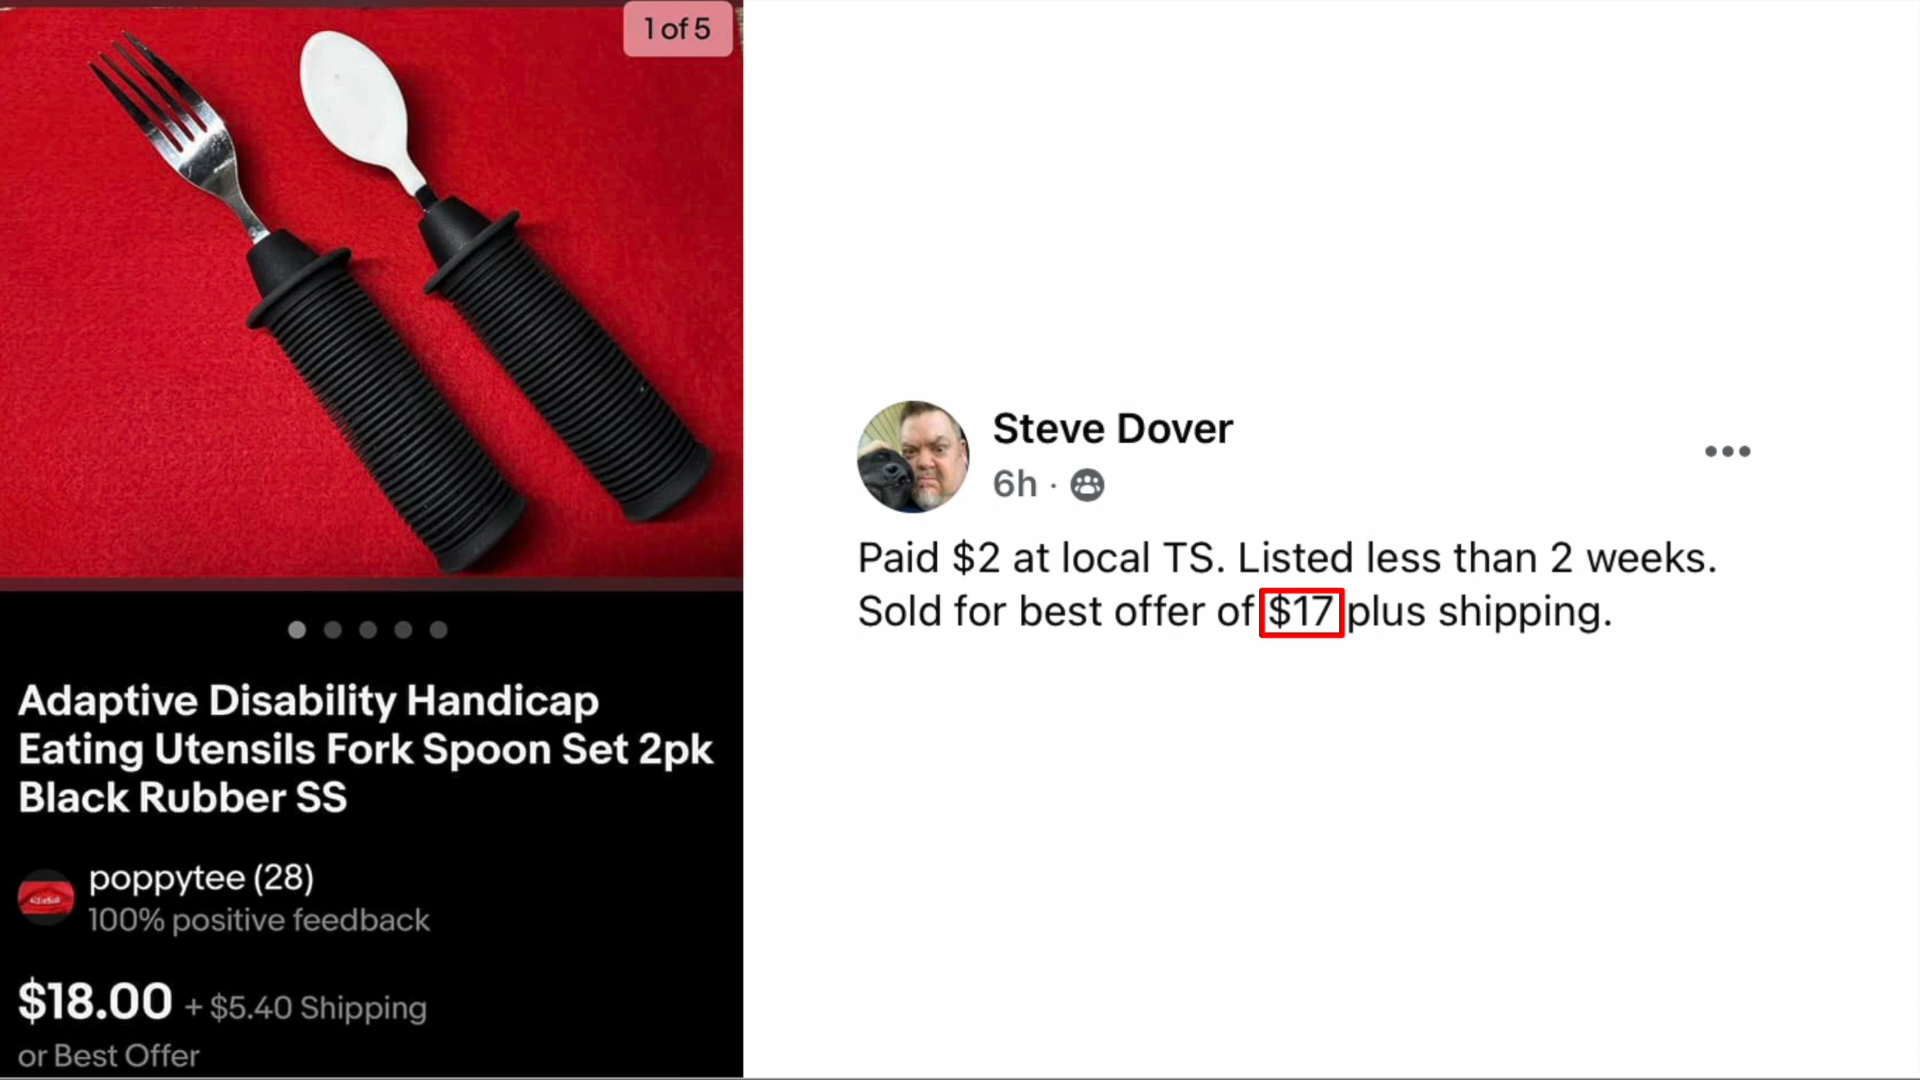 1 of 5
Adaptive Disability Handicap
Eating Utensils Fork Spoon Set 2pk
Black Rubber SS
poppytee (28)
100% positive feedback
$18.00 + $5.40 Shipping
or Best Offer
Steve Dover
6h ·
Paid $2 at local TS. Listed less than 2 weeks.
Sold for best offer of $17 plus shipping.